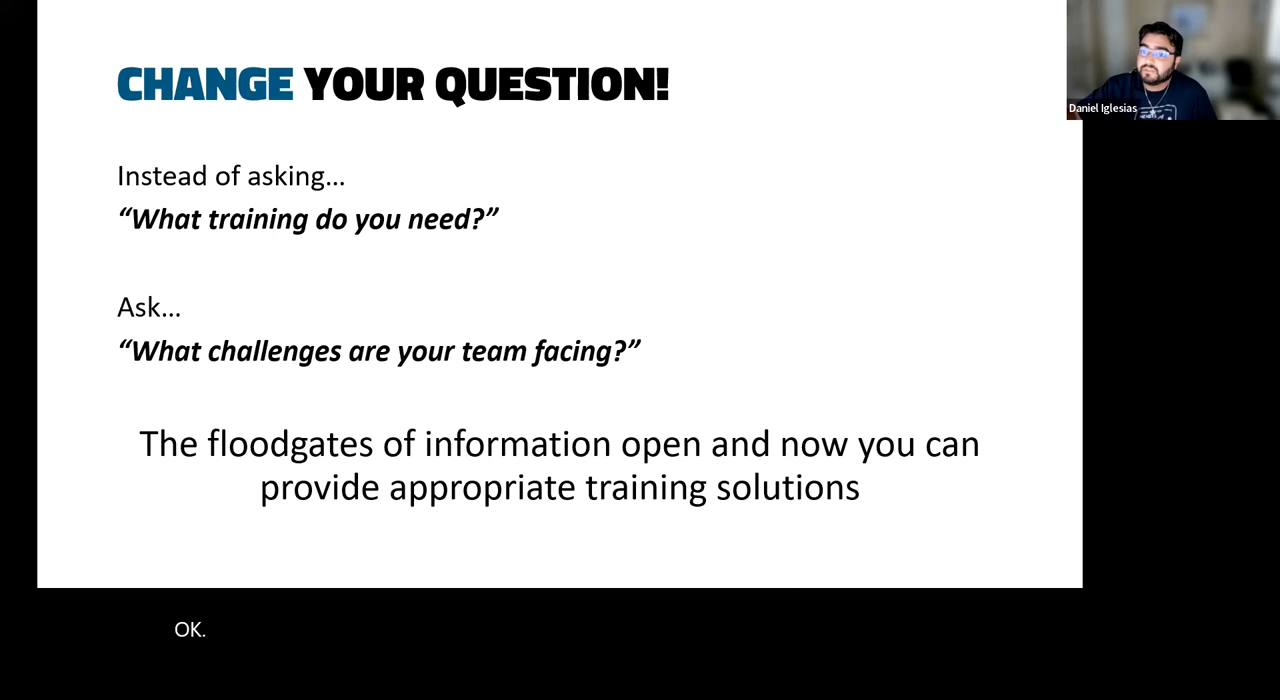 CHANGE YOUR QUESTION!
Daniel Iglesias
Instead of asking…
“What training do you need?”
Ask…
“What challenges are your team facing?”
The floodgates of information open and now you can
provide appropriate training solutions
OK.